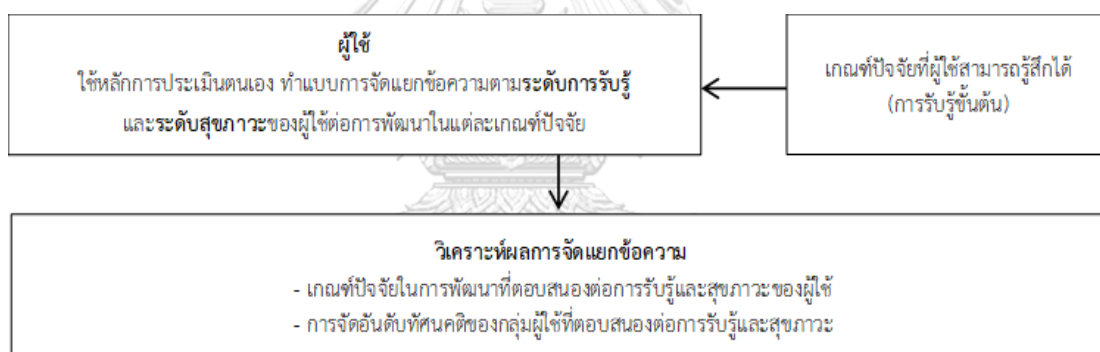 ผู้ใช้
ใช้หลักการประเมินตนเอง ทำแบบการจัดแยกข้อความตามระดับการรับรู้
และระดับสุขภาวะของผู้ใช้ต่อการพัฒนาในแต่ละเกณฑ์ปัจจัย
เกณฑ์ปัจจัยที่ผู้ใช้สามารถรู้สึกได้
(การรับรู้ขั้นต้น)
วิเคราะห์ผลการจัดแยกข้อความ
- เกณฑ์ปัจจัยในการพัฒนาที่ตอบสนองต่อการรับรู้และสุขภาวะของผู้ใช้
- การจัดอันดับทัศนคติของกลุ่มผู้ใช้ที่ตอบสนองต่อการรับรู้และสุขภาวะ